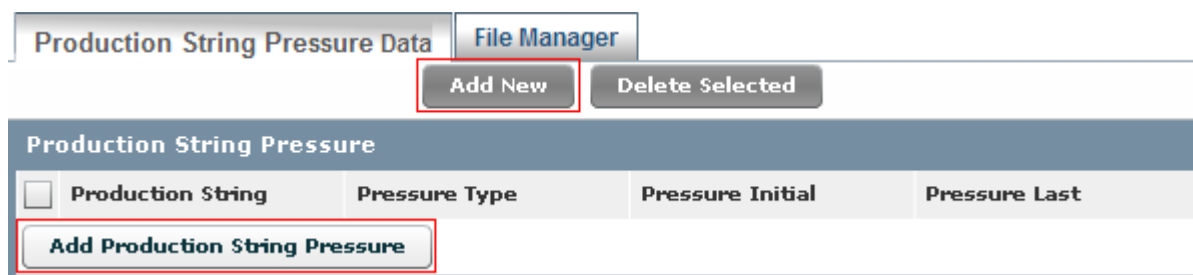 Production String Pressure Data File Manager
Add New Delete Selected
Production String Pressure
Production String Pressure Type Pressure Initial Pressure Last
Add Production String Pressure